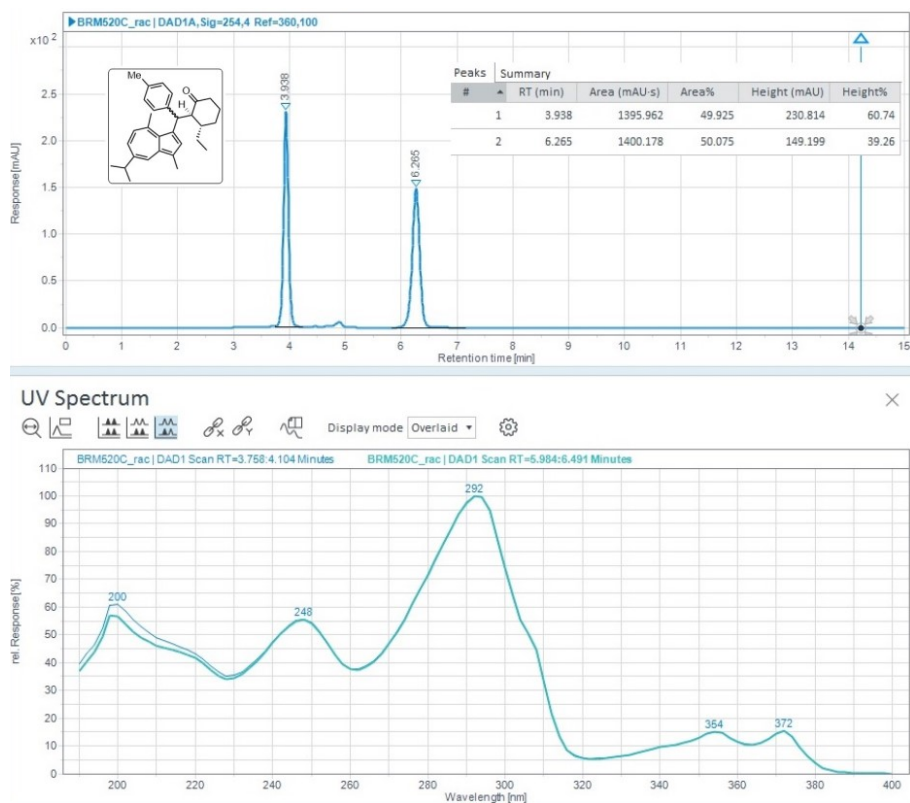 BRM520C_rac | DAD1A,Sig=254,4 Ref=360,100
x10²
2.5
2.0
1.5
1.0
0.5
0.0
Response[mAU]
Me
O
H
3.938
6.265
Peaks Summary
# RT (min) Area (mAU·s) Area% Height (mAU) Height%
1 3.938 1395.962 49.925 230.814 60.74
2 6.265 1400.178 50.075 149.199 39.26
0 1 2 3 4 5 6 7 8 9 10 11 12 13 14 15
Retention time [min]
UV Spectrum
Display mode Overlaid
BRM520C_rac | DAD1 Scan RT=3.758:4.104 Minutes BRM520C_rac | DAD1 Scan RT=5.984:6.491 Minutes
110
100
90
80
70
60
50
40
30
20
10
0
rel. Response[%]
200
248
292
354
372
200 220 240 260 280 300 320 340 360 380 400
Wavelength [nm]